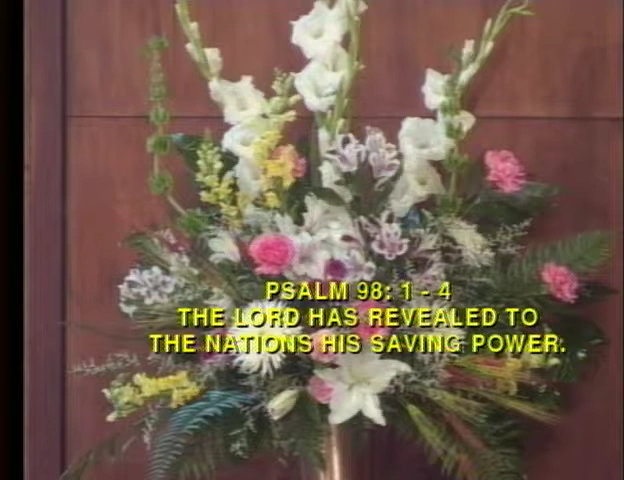 PSALM 98: 1 - 4
THE LORD HAS REVEALED TO
THE NATIONS HIS SAVING POWER.